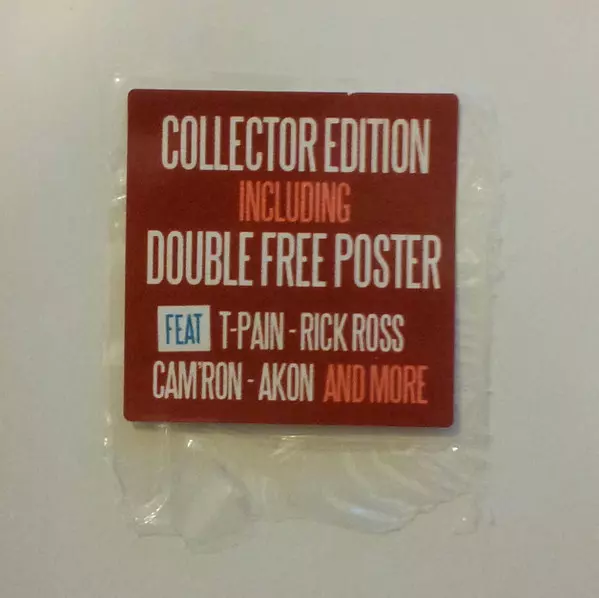 COLLECTOR EDITION
INCLUDING
DOUBLE FREE POSTER
FEAT T-PAIN - RICK ROSS
CAM'RON - AKON AND MORE